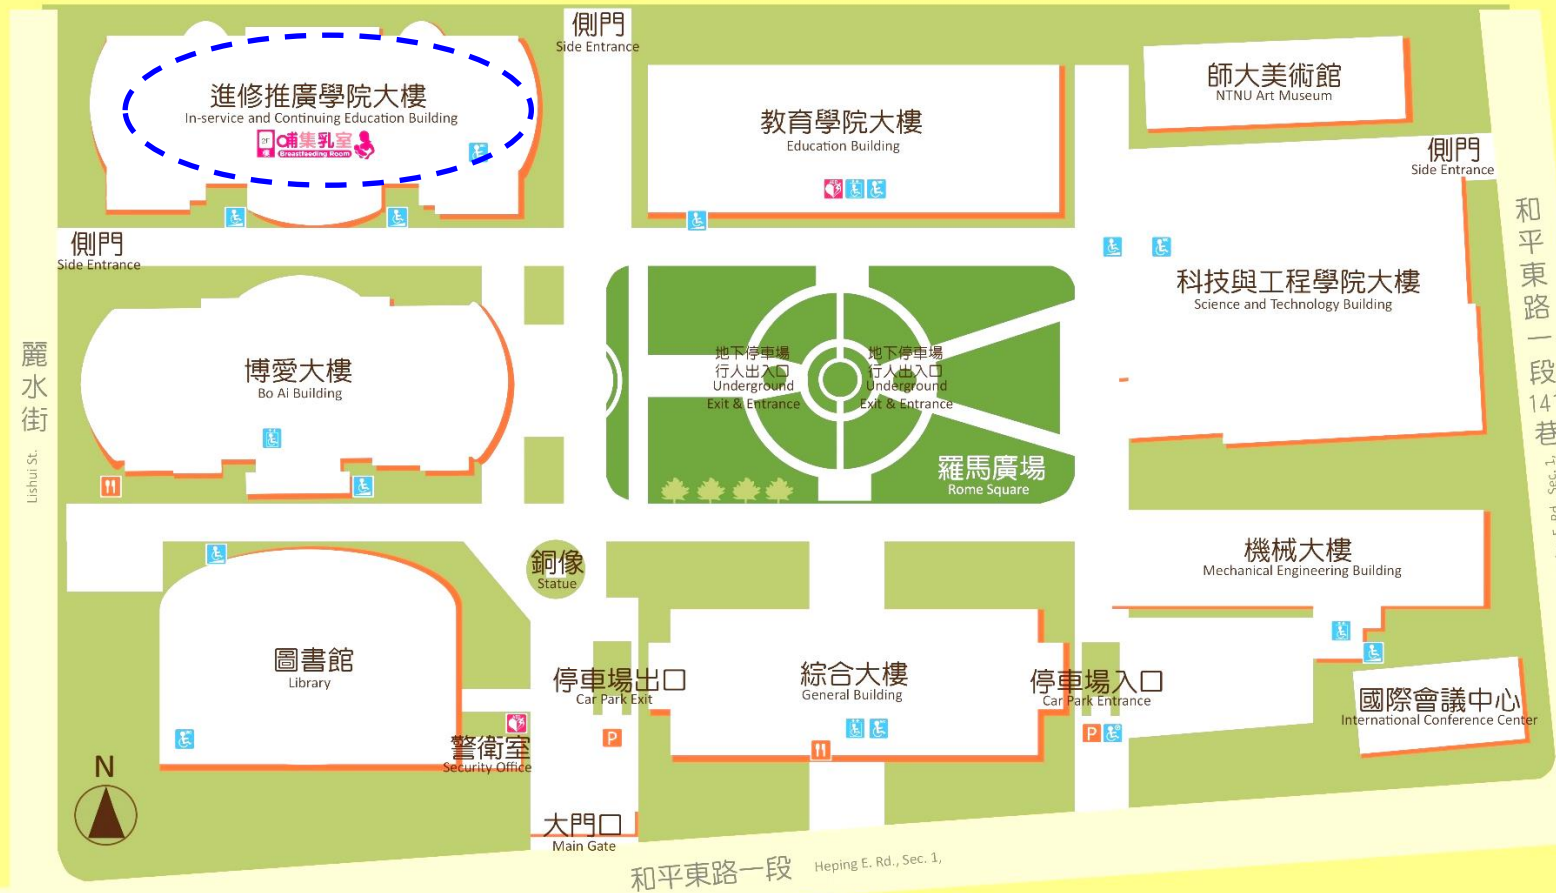 側門
Side Entrance
進修推廣學院大樓
In-service and Continuing Education Building
2F
哺集乳室
Breastfeeding Room
教育學院大樓
Education Building
師大美術館
NTNU Art Museum
側門
Side Entrance
側門
Side Entrance
科技與工程學院大樓
Science and Technology Building
和平東路一段141巷
麗水街
Lishui St.
博愛大樓
Bo Ai Building
地下停車場
行人出入口
Underground
Exit & Entrance
地下停車場
行人出入口
Underground
Exit & Entrance
羅馬廣場
Rome Square
銅像
Statue
機械大樓
Mechanical Engineering Building
圖書館
Library
停車場出口
Car Park Exit
P
綜合大樓
General Building
停車場入口
Car Park Entrance
P
國際會議中心
International Conference Center
警衛室
Security Office
N
大門口
Main Gate
和平東路一段
Heping E. Rd., Sec. 1,